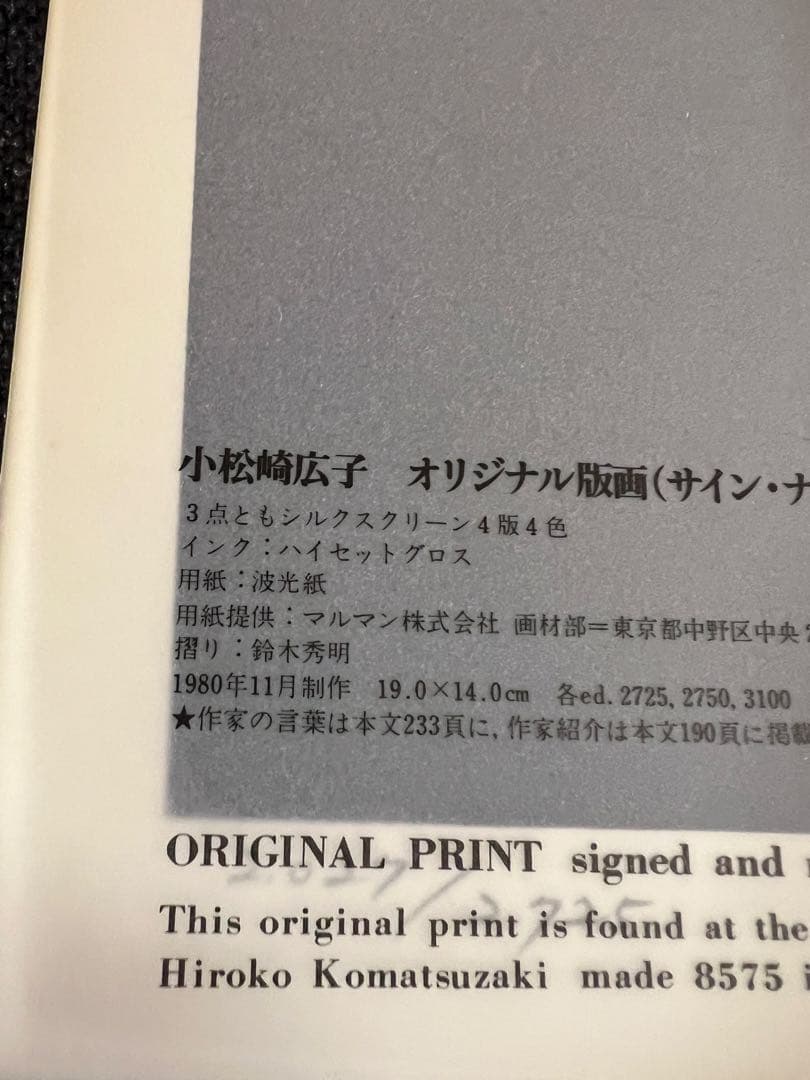 小松崎広子　オリジナル版画(サイン・ナ
3点ともシルクスクリーン4版4色
インク：ハイセットグロス
用紙：波光紙
用紙提供：マルマン株式会社 画材部＝東京都中野区中央
摺り：鈴木秀明
1980年11月制作　19.0×14.0cm　各ed. 2725, 2750, 3100
★作家の言葉は本文233頁に, 作家紹介は本文190頁に掲載
ORIGINAL PRINT signed and
/2,725
This original print is found at the
Hiroko Komatsuzaki made 8575